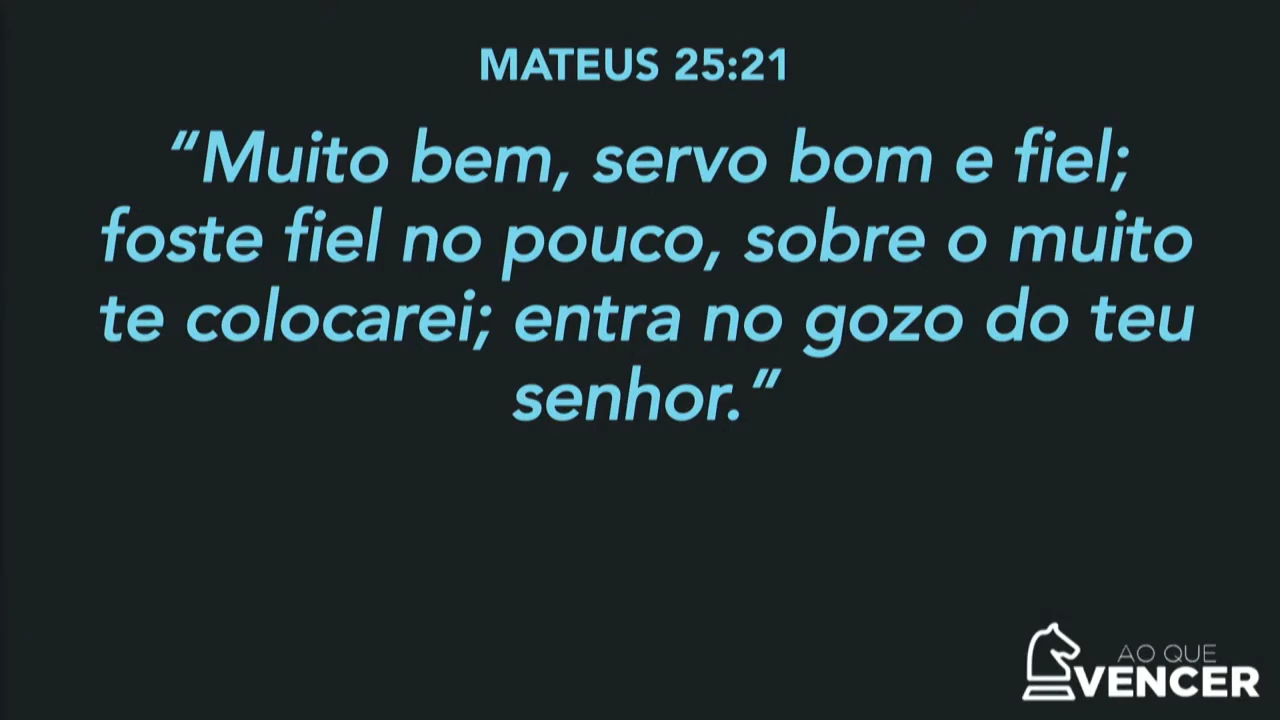 MATEUS 25:21
“Muito bem, servo bom e fiel;
foste fiel no pouco, sobre o muito
te colocarei; entra no gozo do teu
senhor.”
AO QUE
VENCER